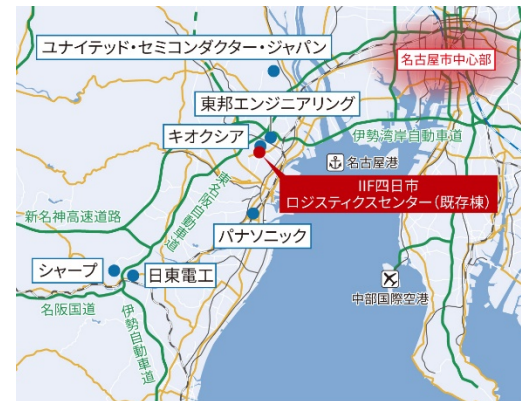 ユナイテッド・セミコンダクター・ジャパン
名古屋市中心部
東邦エンジニアリング
キオクシア
伊勢湾岸自動車道
名古屋港
IIF四日市
ロジスティクスセンター(既存棟)
東名阪自動車道
新名神高速道路
パナソニック
シャープ
日東電工
中部国際空港
名阪国道
伊勢自動車道